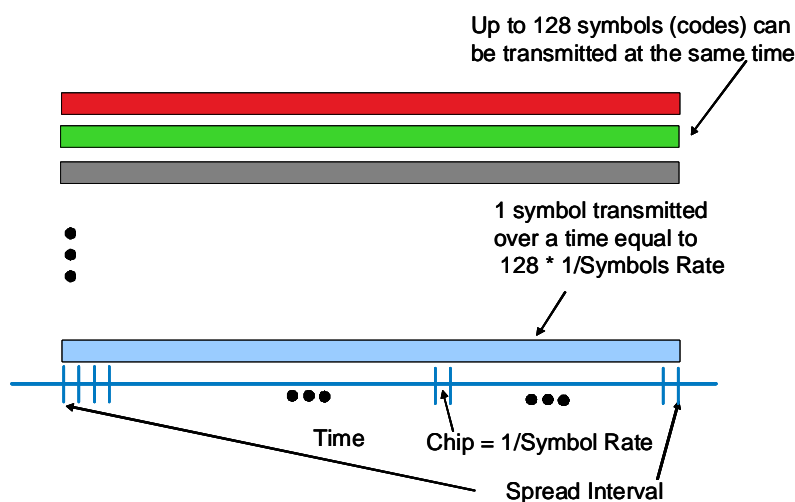 Up to 128 symbols (codes) can
be transmitted at the same time
1 symbol transmitted
over a time equal to
128 * 1/Symbols Rate
Time
Chip = 1/Symbol Rate
Spread Interval